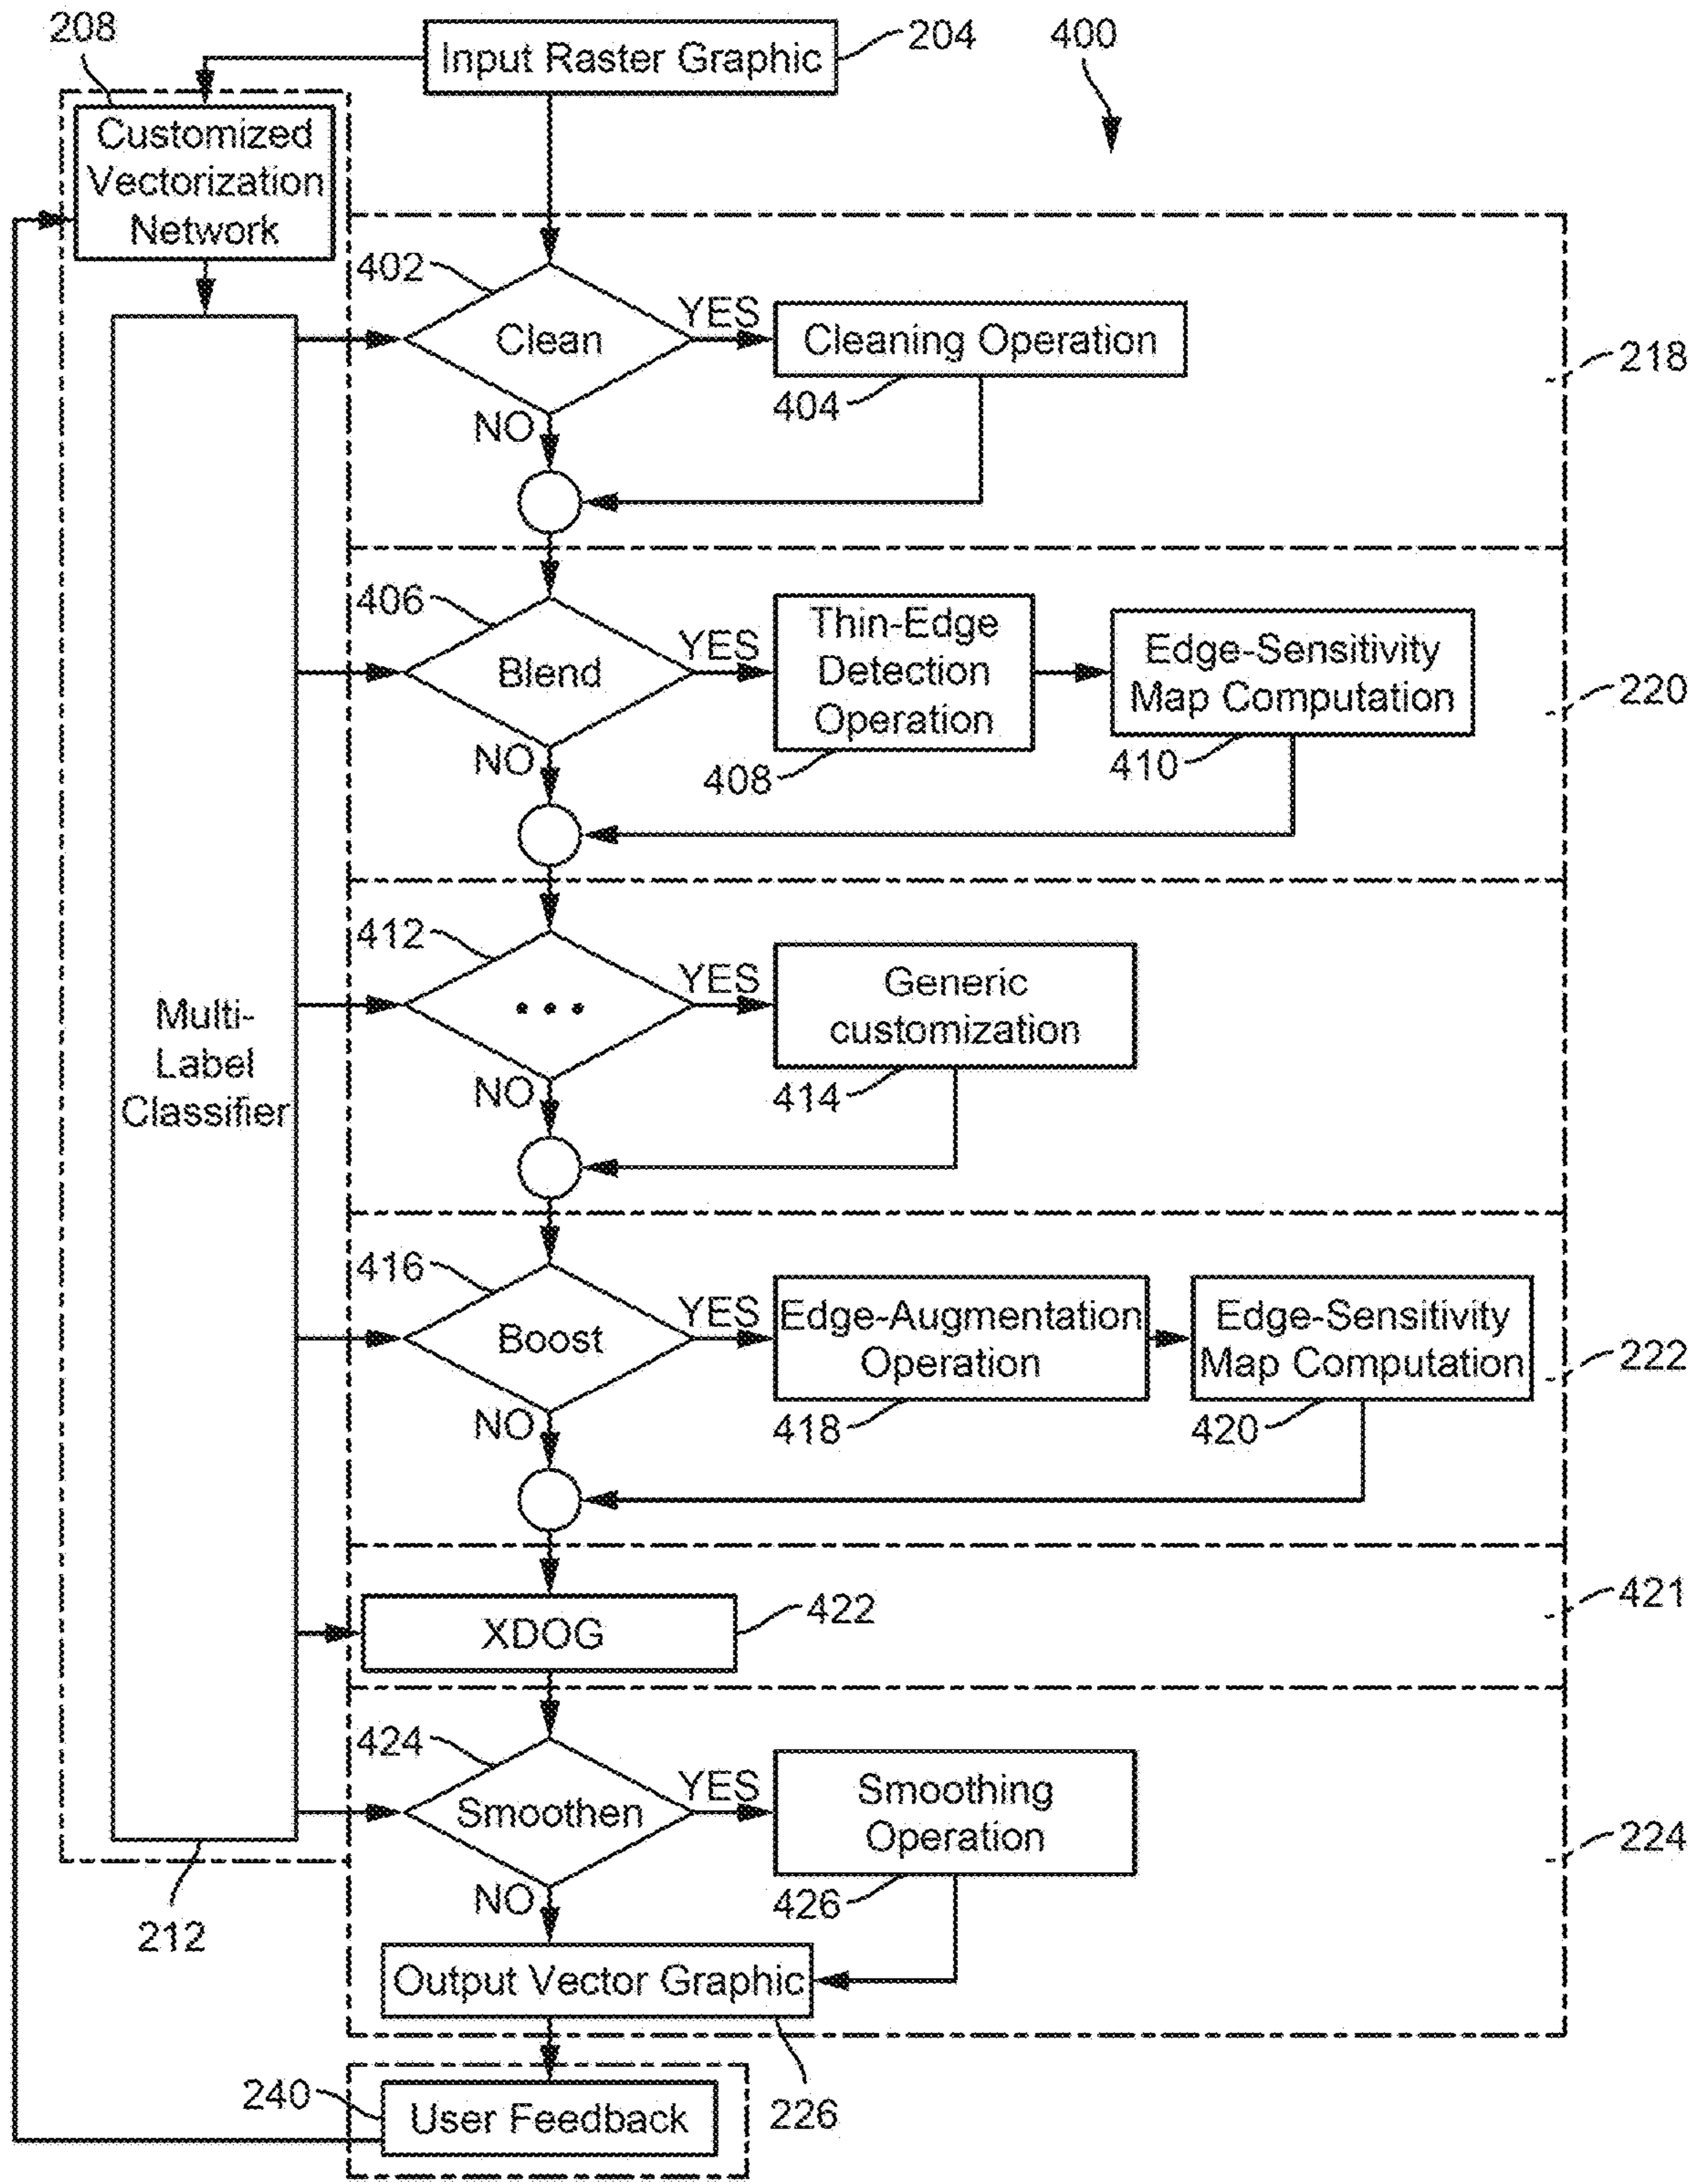 208
Input Raster Graphic
204
400
Customized
Vectorization
Network
402
Clean
YES
Cleaning Operation
404
NO
218
406
Blend
YES
Thin-Edge
Detection
Operation
408
Edge-Sensitivity
Map Computation
410
NO
220
412
• • •
YES
Generic
customization
414
NO
Multi-
Label
Classifier
416
Boost
YES
Edge-Augmentation
Operation
418
Edge-Sensitivity
Map Computation
420
NO
222
XDOG
422
421
424
Smoothen
YES
Smoothing
Operation
426
NO
224
212
Output Vector Graphic
226
240
User Feedback